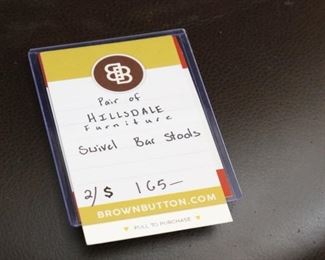 BB
Pair of
HILLSDALE
Furniture
Swivel Bar Stools
2/ $ 165—
BROWNBUTTON.COM
PULL TO PURCHASE